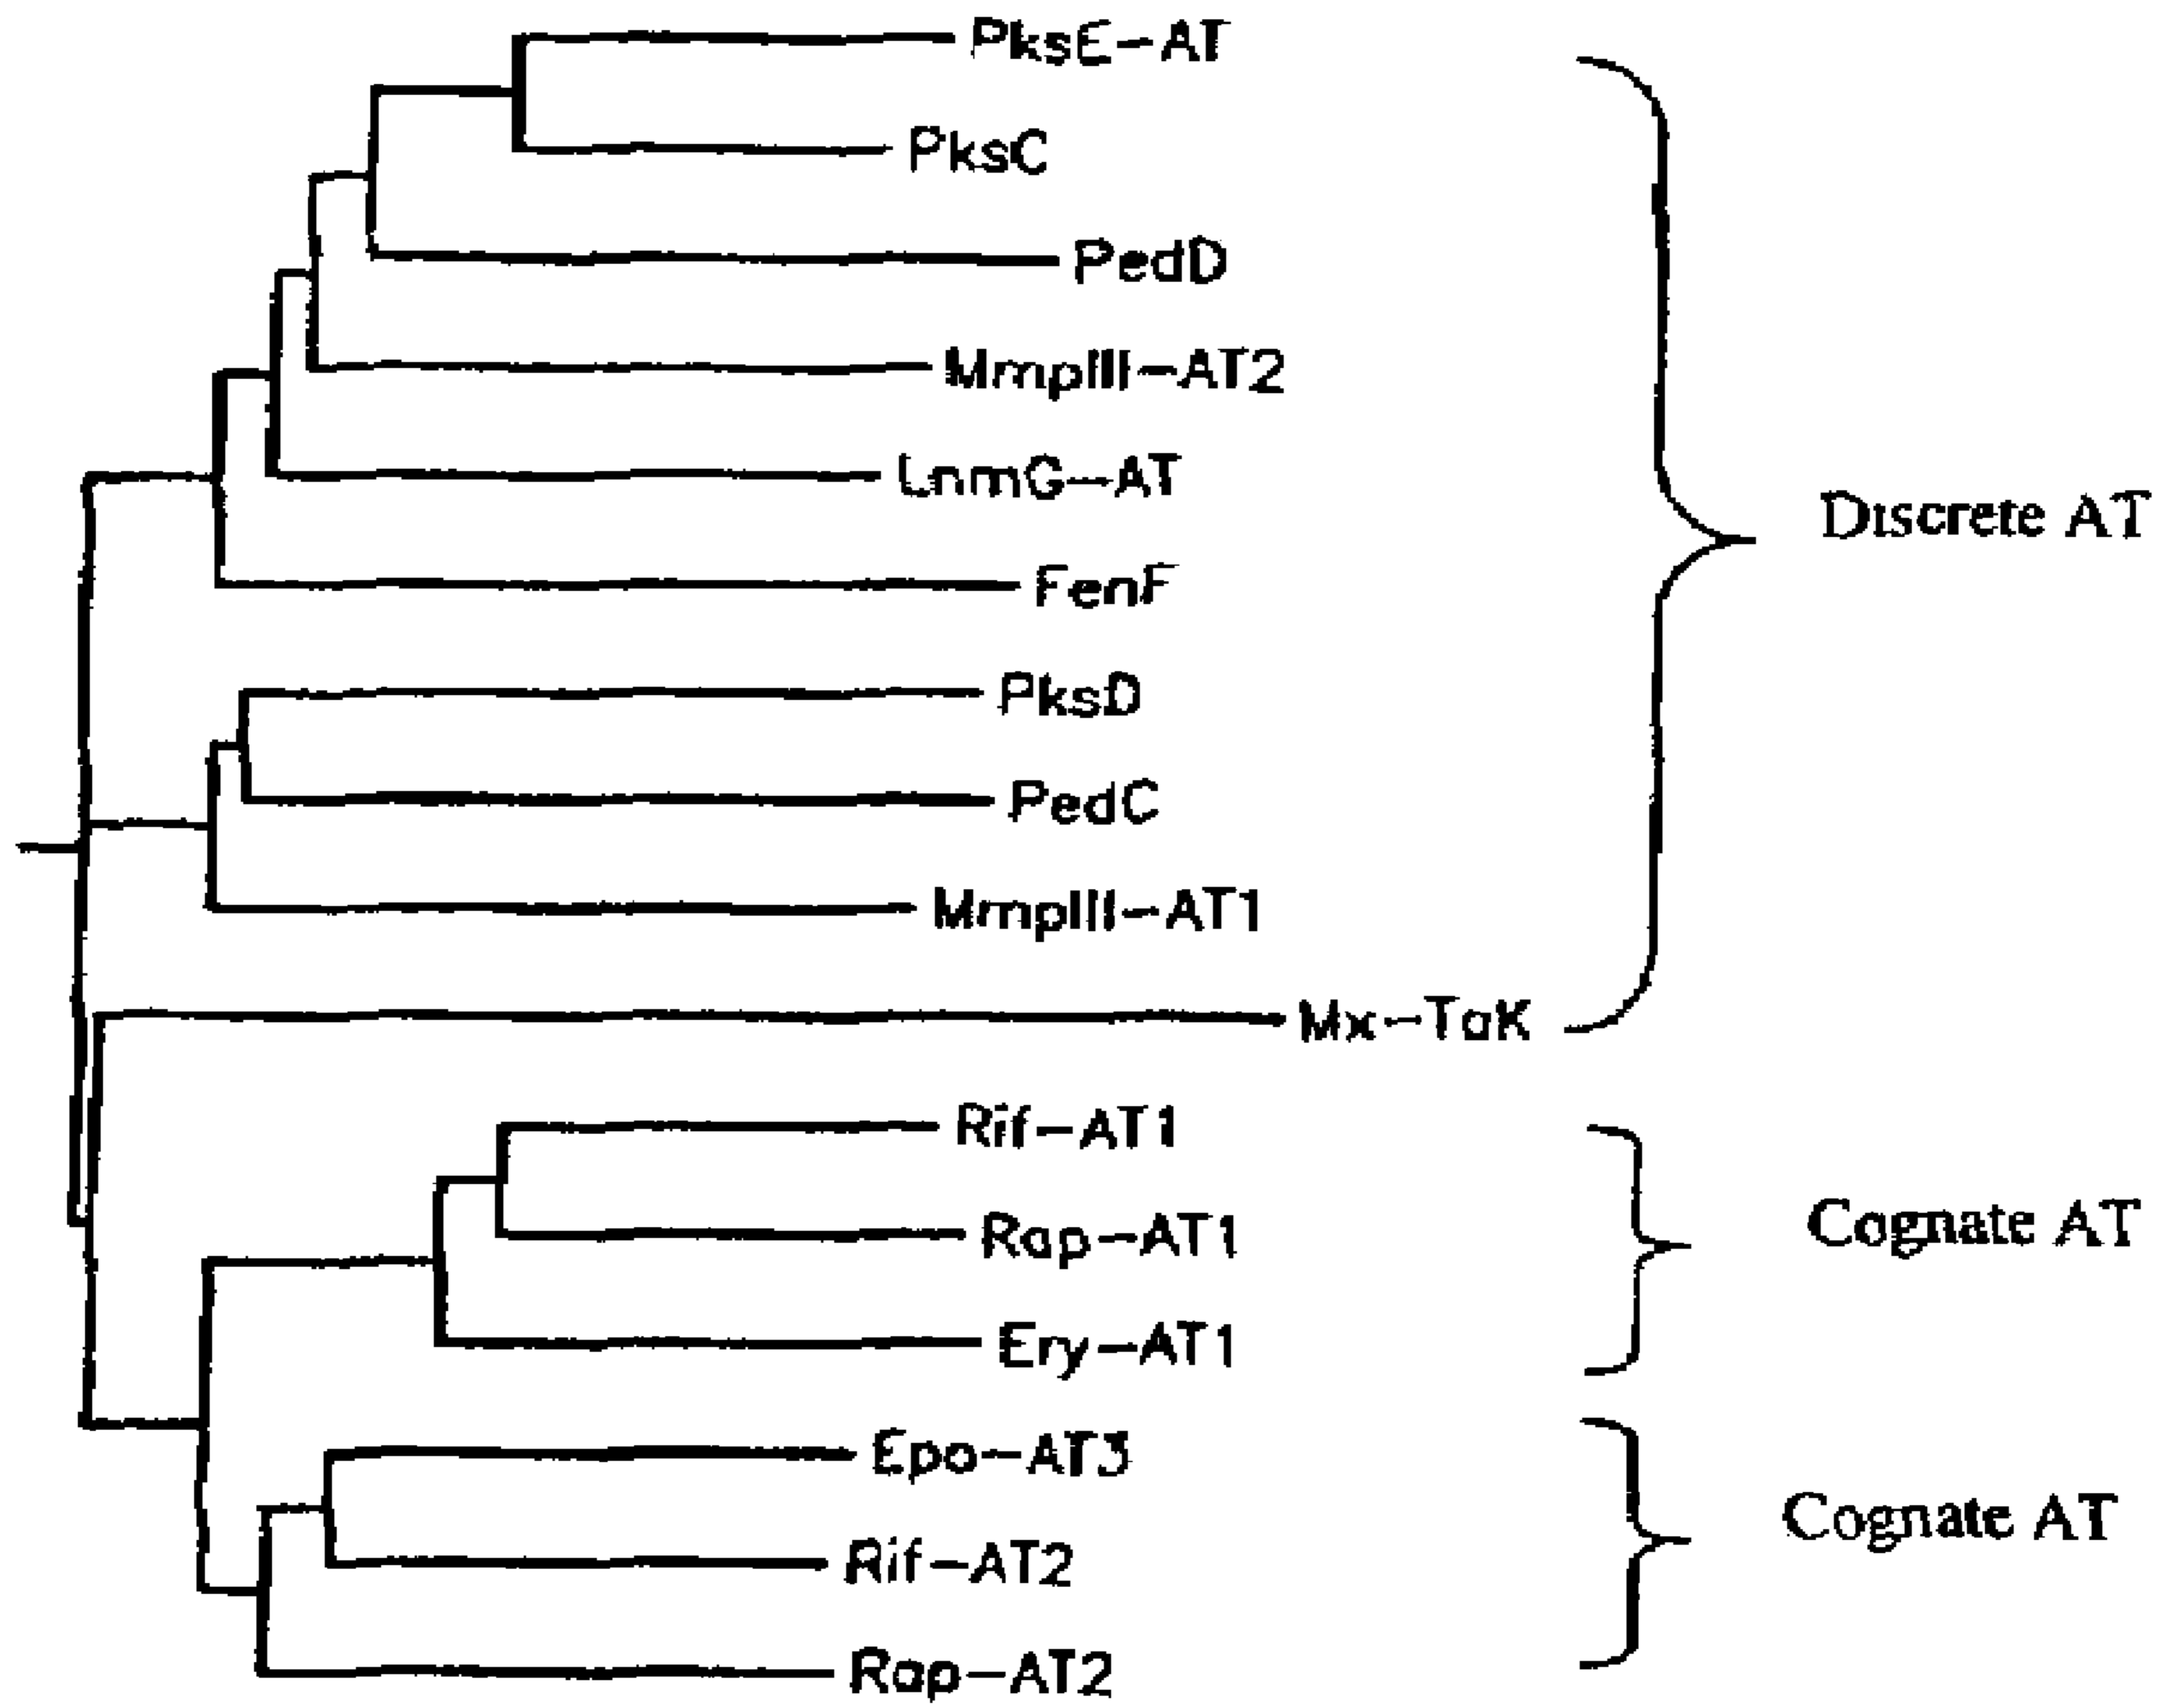 PksE-AT
PksC
PedD
MmpIII-AT2
LnmG-AT
FenF
Discrete AT
PksD
PedC
MmpIII-AT1
Mx-TaK
Rif-AT1
Rap-AT1
Cognate AT
Ery-AT1
Epo-AT3
Rif-AT2
Cognate AT
Rap-AT2